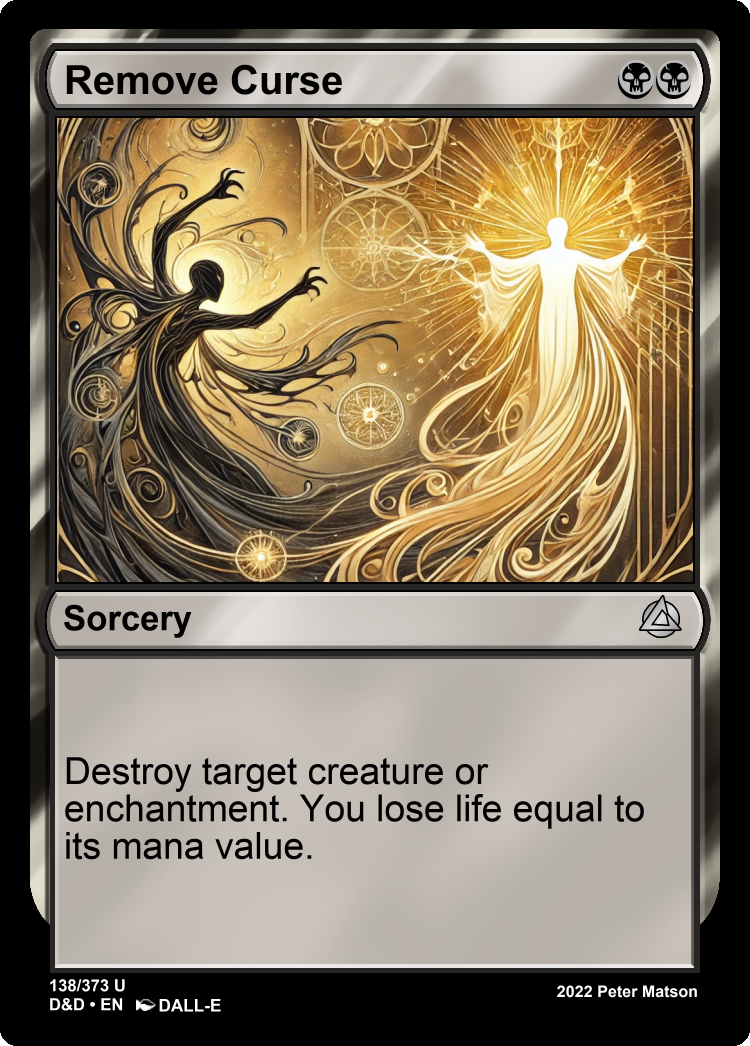 Remove Curse
Sorcery
Destroy target creature or
enchantment. You lose life equal to
its mana value.
138/373 U
D&D • EN DALL-E
2022 Peter Matson